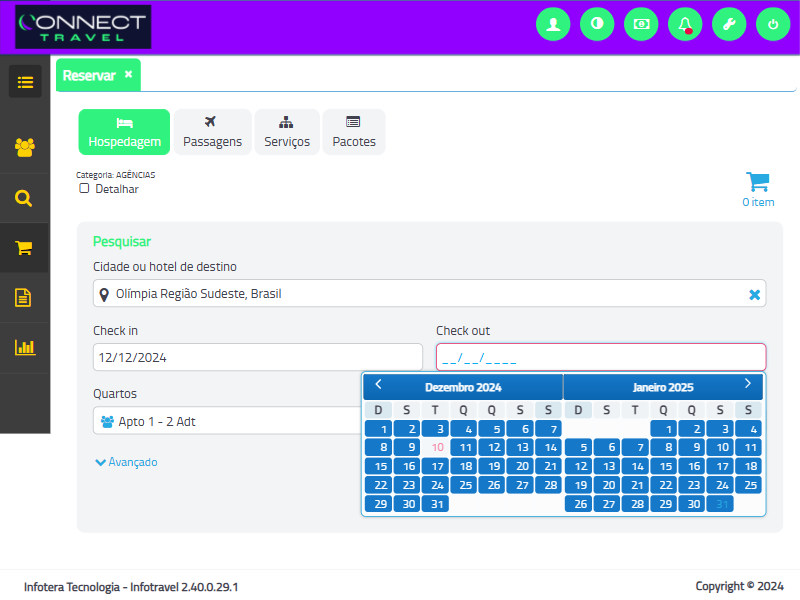 CONNECT
TRAVEL
Reservar ×
Hospedagem Passagens Serviços Pacotes
Categoria: AGÊNCIAS
Detalhar
0 item
Pesquisar
Cidade ou hotel de destino
Olímpia Região Sudeste, Brasil
Check in Check out
12/12/2024 __/__/____
Quartos
Apto 1 - 2 Adt
Avançado
Dezembro 2024 Janeiro 2025
D S T Q Q S S D S T Q Q S S
1 2 3 4 5 6 7 1 2 3 4
8 9 10 11 12 13 14 5 6 7 8 9 10 11
15 16 17 18 19 20 21 12 13 14 15 16 17 18
22 23 24 25 26 27 28 19 20 21 22 23 24 25
29 30 31 26 27 28 29 30 31
Infotera Tecnologia - Infotravel 2.40.0.29.1 Copyright © 2024